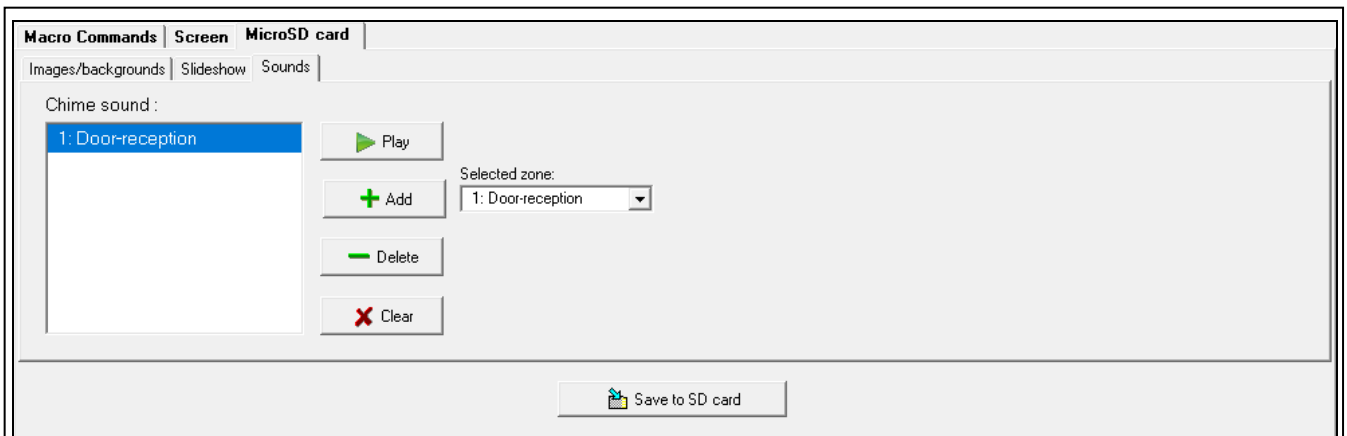 Macro Commands Screen MicroSD card
Images/backgrounds Slideshow Sounds
Chime sound :
1: Door-reception
Play
Selected zone:
Add
1: Door-reception
Delete
Clear
Save to SD card